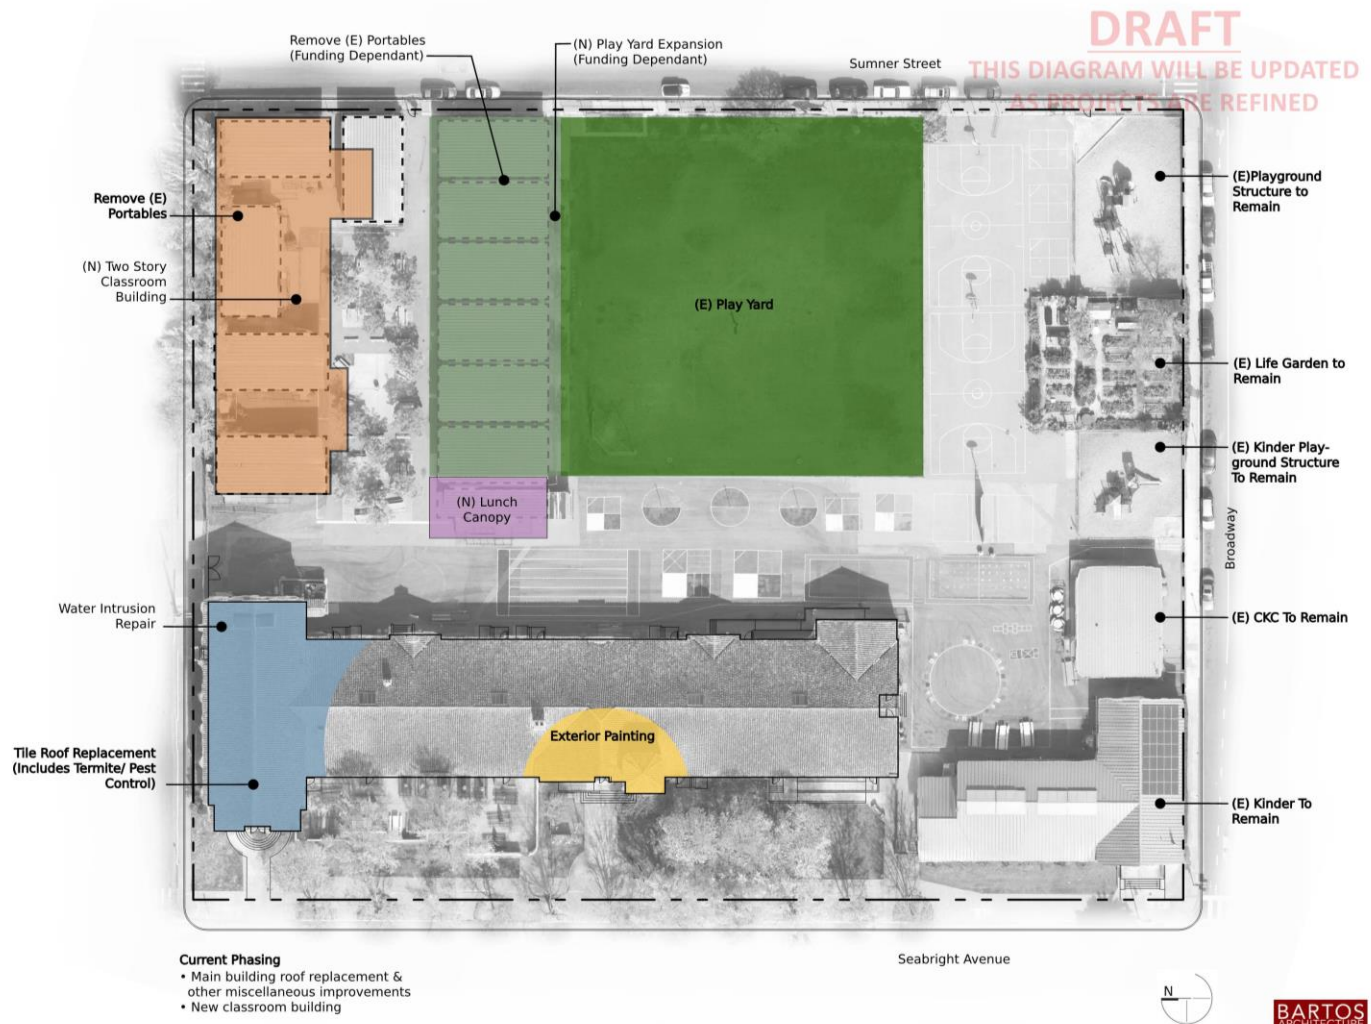 DRAFT
THIS DIAGRAM WILL BE UPDATED
AS PROJECTS ARE REFINED
Remove (E) Portables
(Funding Dependant)
(N) Play Yard Expansion
(Funding Dependant)
Sumner Street
Remove (E)
Portables
(N) Two Story
Classroom
Building
(E) Play Yard
(E)Playground
Structure to
Remain
(E) Life Garden to
Remain
(E) Kinder Play-
ground Structure
To Remain
(N) Lunch
Canopy
Broadway
Water Intrusion
Repair
(E) CKC To Remain
Exterior Painting
Tile Roof Replacement
(Includes Termite/ Pest
Control)
(E) Kinder To
Remain
Current Phasing
• Main building roof replacement &
other miscellaneous improvements
• New classroom building
Seabright Avenue
N
BARTOS
ARCHITECTURE